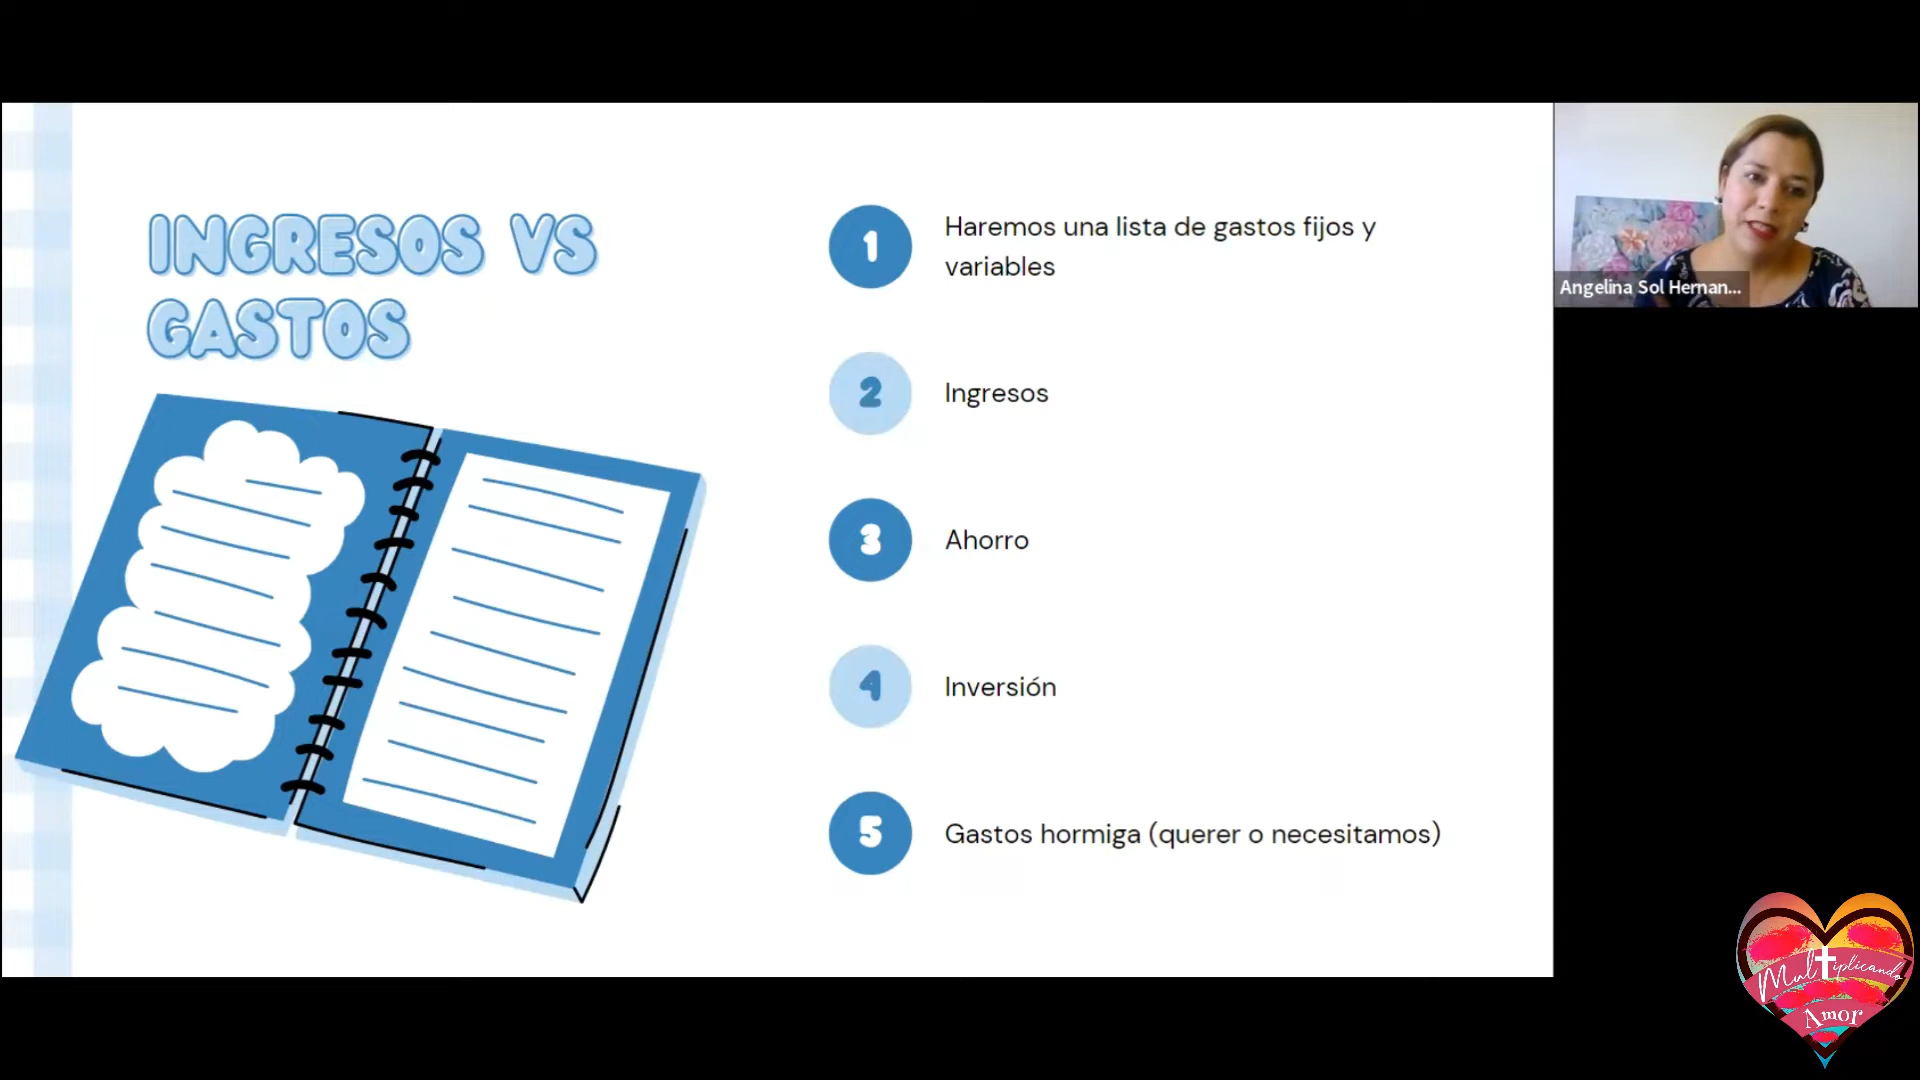 INGRESOS VS
GASTOS
1
Haremos una lista de gastos fijos y
variables
2
Ingresos
3
Ahorro
4
Inversión
5
Gastos hormiga (querer o necesitamos)
Angelina Sol Hernan...
Multiplicando
Amor